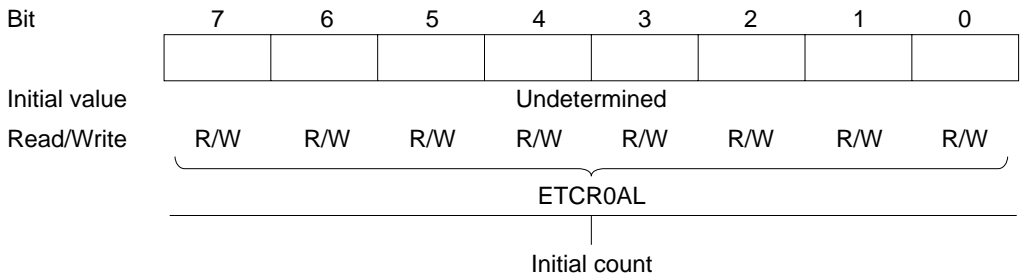 Bit 7 6 5 4 3 2 1 0
Initial value Undetermined
Read/Write R/W R/W R/W R/W R/W R/W R/W R/W
ETCR0AL
Initial count